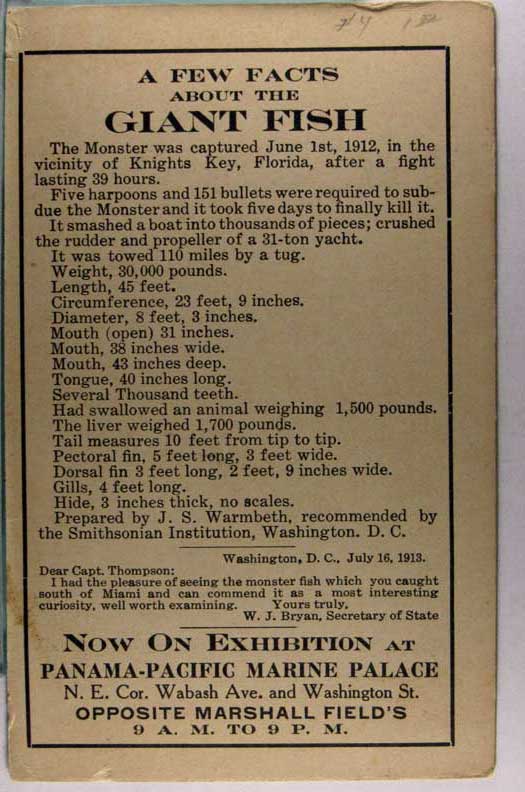 A FEW FACTS
ABOUT THE
GIANT FISH
The Monster was captured June 1st, 1912, in the
vicinity of Knights Key, Florida, after a fight
lasting 39 hours.
Five harpoons and 151 bullets were required to sub-
due the Monster and it took five days to finally kill it.
It smashed a boat into thousands of pieces; crushed
the rudder and propeller of a 31-ton yacht.
It was towed 110 miles by a tug.
Weight, 30,000 pounds.
Length, 45 feet.
Circumference, 23 feet, 9 inches.
Diameter, 8 feet, 3 inches.
Mouth (open) 31 inches.
Mouth, 38 inches wide.
Mouth, 43 inches deep.
Tongue, 40 inches long.
Several Thousand teeth.
Had swallowed an animal weighing 1,500 pounds.
The liver weighed 1,700 pounds.
Tail measures 10 feet from tip to tip.
Pectoral fin, 5 feet long, 3 feet wide.
Dorsal fin 3 feet long, 2 feet, 9 inches wide.
Gills, 4 feet long.
Hide, 3 inches thick, no scales.
Prepared by J. S. Warmbeth, recommended by
the Smithsonian Institution, Washington. D. C.
Washington, D. C., July 16, 1913.
Dear Capt. Thompson:
I had the pleasure of seeing the monster fish which you caught
south of Miami and can commend it as a most interesting
curiosity, well worth examining. Yours truly,
W. J. Bryan, Secretary of State
NOW ON EXHIBITION AT
PANAMA-PACIFIC MARINE PALACE
N. E. Cor. Wabash Ave. and Washington St.
OPPOSITE MARSHALL FIELD'S
9 A. M. TO 9 P. M.